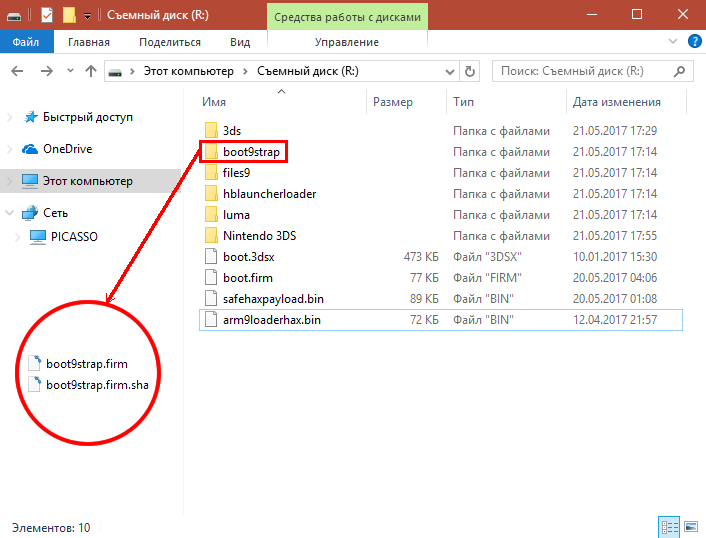 Средства работы с дисками
Съемный диск (R:)
Файл Главная Поделиться Вид Управление
Этот компьютер Съемный диск (R:)
Поиск: Съемный диск (R:)
Имя Размер Тип Дата изменения
Быстрый доступ
OneDrive
Этот компьютер
Сеть
PICASSO
3ds Папка с файлами 21.05.2017 17:29
boot9strap Папка с файлами 21.05.2017 17:14
files9 Папка с файлами 21.05.2017 17:14
hblauncherloader Папка с файлами 21.05.2017 17:14
luma Папка с файлами 21.05.2017 17:14
Nintendo 3DS Папка с файлами 21.05.2017 17:55
boot.3dsx 473 КБ Файл "3DSX" 10.01.2017 15:30
boot.firm 77 КБ Файл "FIRM" 20.05.2017 04:06
safehaxpayload.bin 89 КБ Файл "BIN" 20.05.2017 01:08
arm9loaderhax.bin 72 КБ Файл "BIN" 12.04.2017 21:57
boot9strap.firm
boot9strap.firm.sha
Элементов: 10